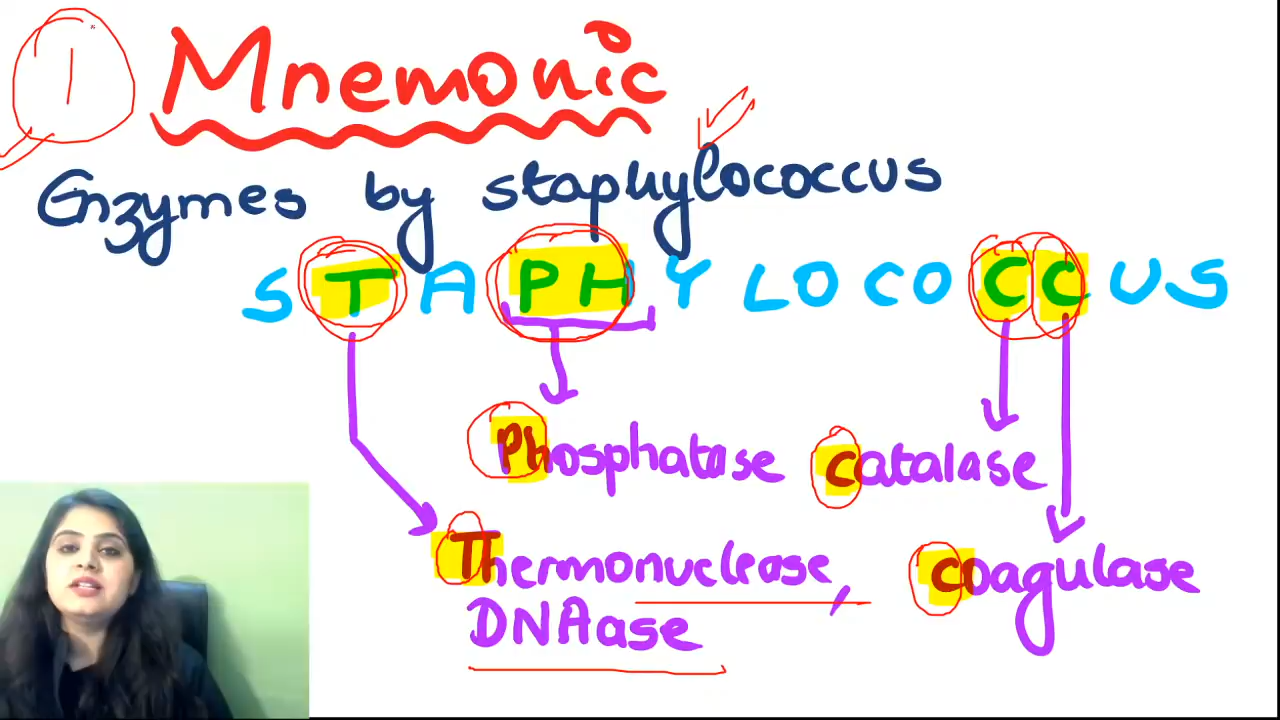 1 Mnemonic
Enzymes by staphylococcus
STAPHYLOCOCCUS
Phosphatase Catalase
Thermonuclease, Coagulase
DNAase